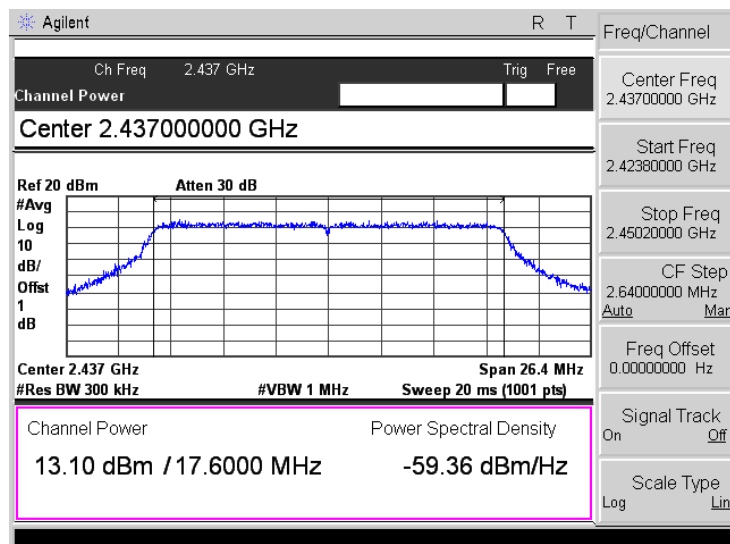 Agilent R T
Ch Freq 2.437 GHz Trig Free
Channel Power
Center 2.437000000 GHz
Ref 20 dBm Atten 30 dB
#Avg
Log
10
dB/
Offst
1
dB
Center 2.437 GHz Span 26.4 MHz
#Res BW 300 kHz #VBW 1 MHz Sweep 20 ms (1001 pts)
Channel Power Power Spectral Density
13.10 dBm / 17.6000 MHz -59.36 dBm/Hz
Freq/Channel
Center Freq
2.43700000 GHz
Start Freq
2.42380000 GHz
Stop Freq
2.45020000 GHz
CF Step
2.64000000 MHz
Auto Man
Freq Offset
0.00000000 Hz
Signal Track
On Off
Scale Type
Log Lin